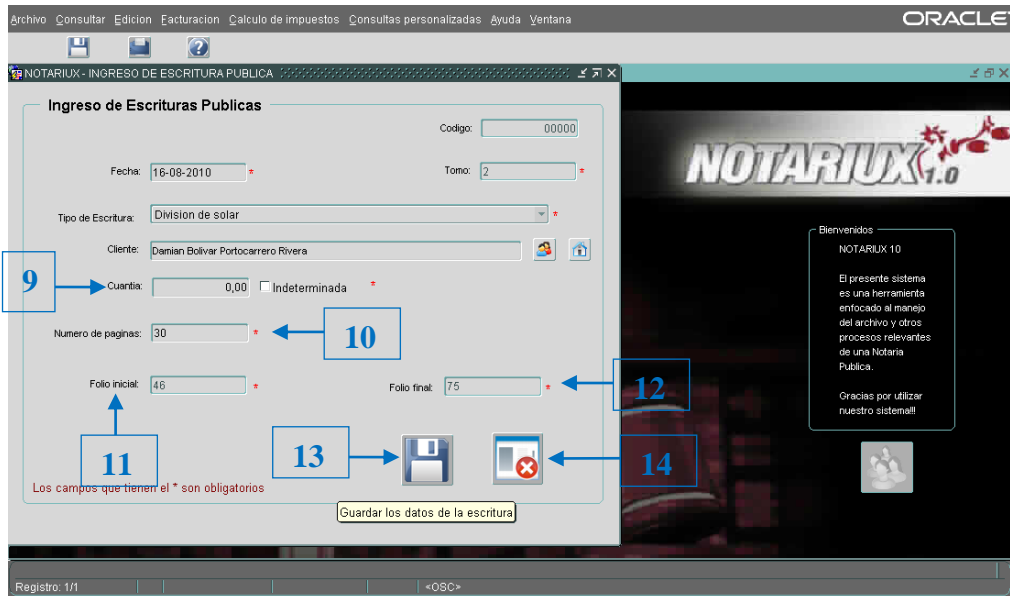 Archivo Consultar Edicion Facturacion Calculo de impuestos Consultas personalizadas Ayuda Ventana
ORACLE
NOTARIUX - INGRESO DE ESCRITURA PUBLICA
Ingreso de Escrituras Publicas
Codigo: 00000
Fecha: 16-08-2010 * Tomo: 2 *
Tipo de Escritura: Division de solar *
Cliente: Damian Bolivar Portocarrero Rivera
9 Cuantia: 0,00 Indeterminada *
Numero de paginas: 30 * 10
Folio inicial: 46 * Folio final: 75 * 12
11 13 14
Los campos que tienen el * son obligatorios
Guardar los datos de la escritura
NOTARIUX 1.0
Bienvenidos
NOTARIUX 10
El presente sistema
es una herramienta
enfocado al manejo
del archivo y otros
procesos relevantes
de una Notaria
Publica.
Gracias por utilizar
nuestro sistema!!!
Registro: 1/1 <OSC>